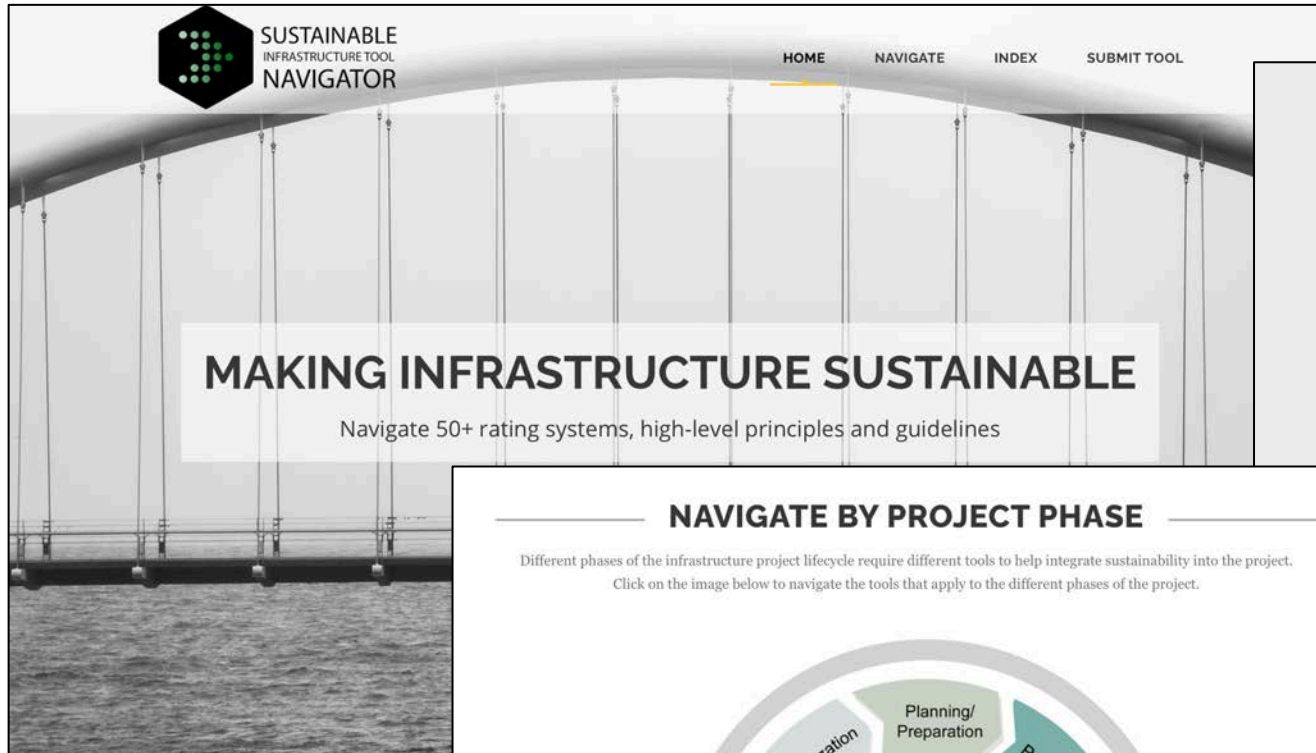 SUSTAINABLE
INFRASTRUCTURE TOOL
NAVIGATOR
HOME
NAVIGATE
INDEX
SUBMIT TOOL
MAKING INFRASTRUCTURE SUSTAINABLE
Navigate 50+ rating systems, high-level principles and guidelines
NAVIGATE BY PROJECT PHASE
Different phases of the infrastructure project lifecycle require different tools to help integrate sustainability into the project.
Click on the image below to navigate the tools that apply to the different phases of the project.
Planning/
Preparation